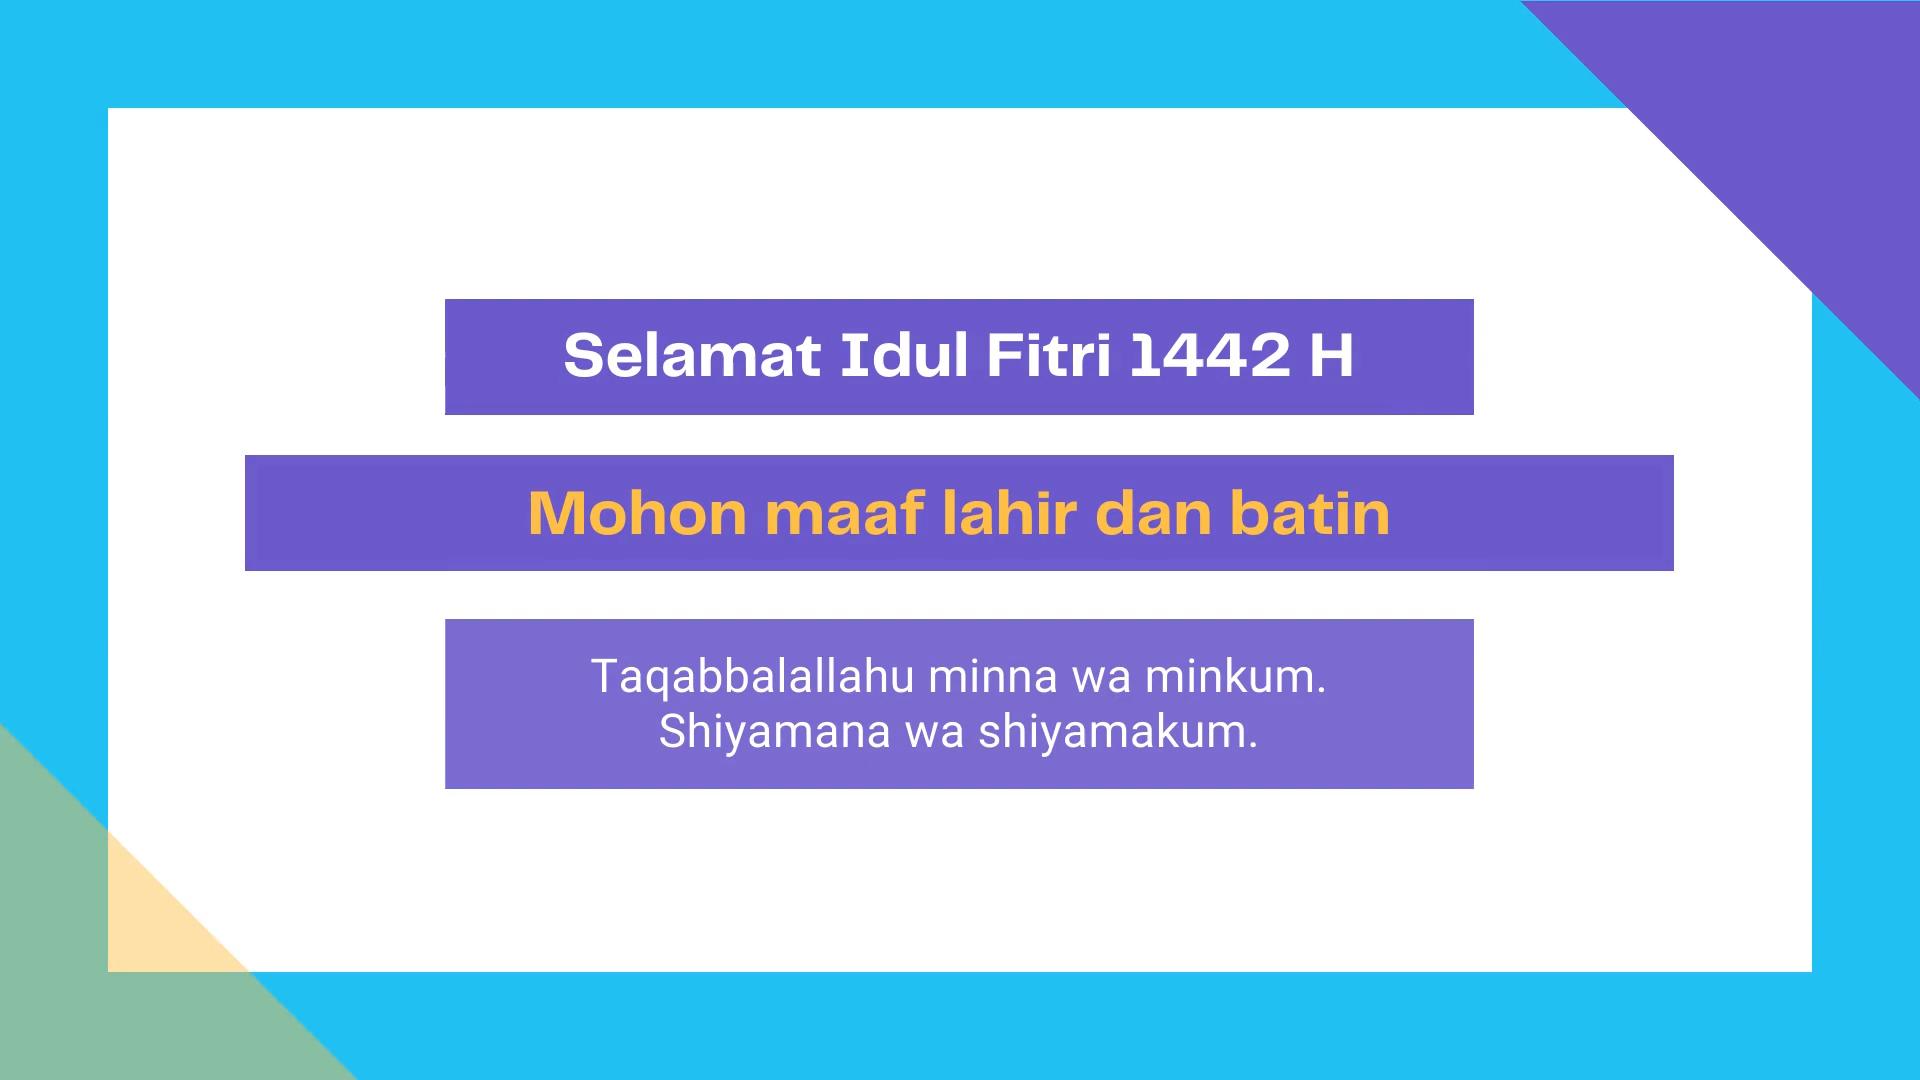 Selamat Idul Fitri 1442 H
Mohon maaf lahir dan batin
Taqabbalallahu minna wa minkum.
Shiyamana wa shiyamakum.